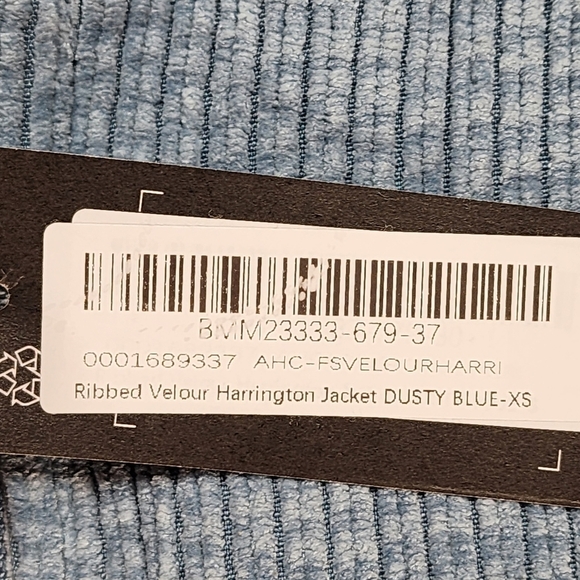 BMM23333-679-37
0001689337 AHC-FSVELOURHARRI
Ribbed Velour Harrington Jacket DUSTY BLUE-XS